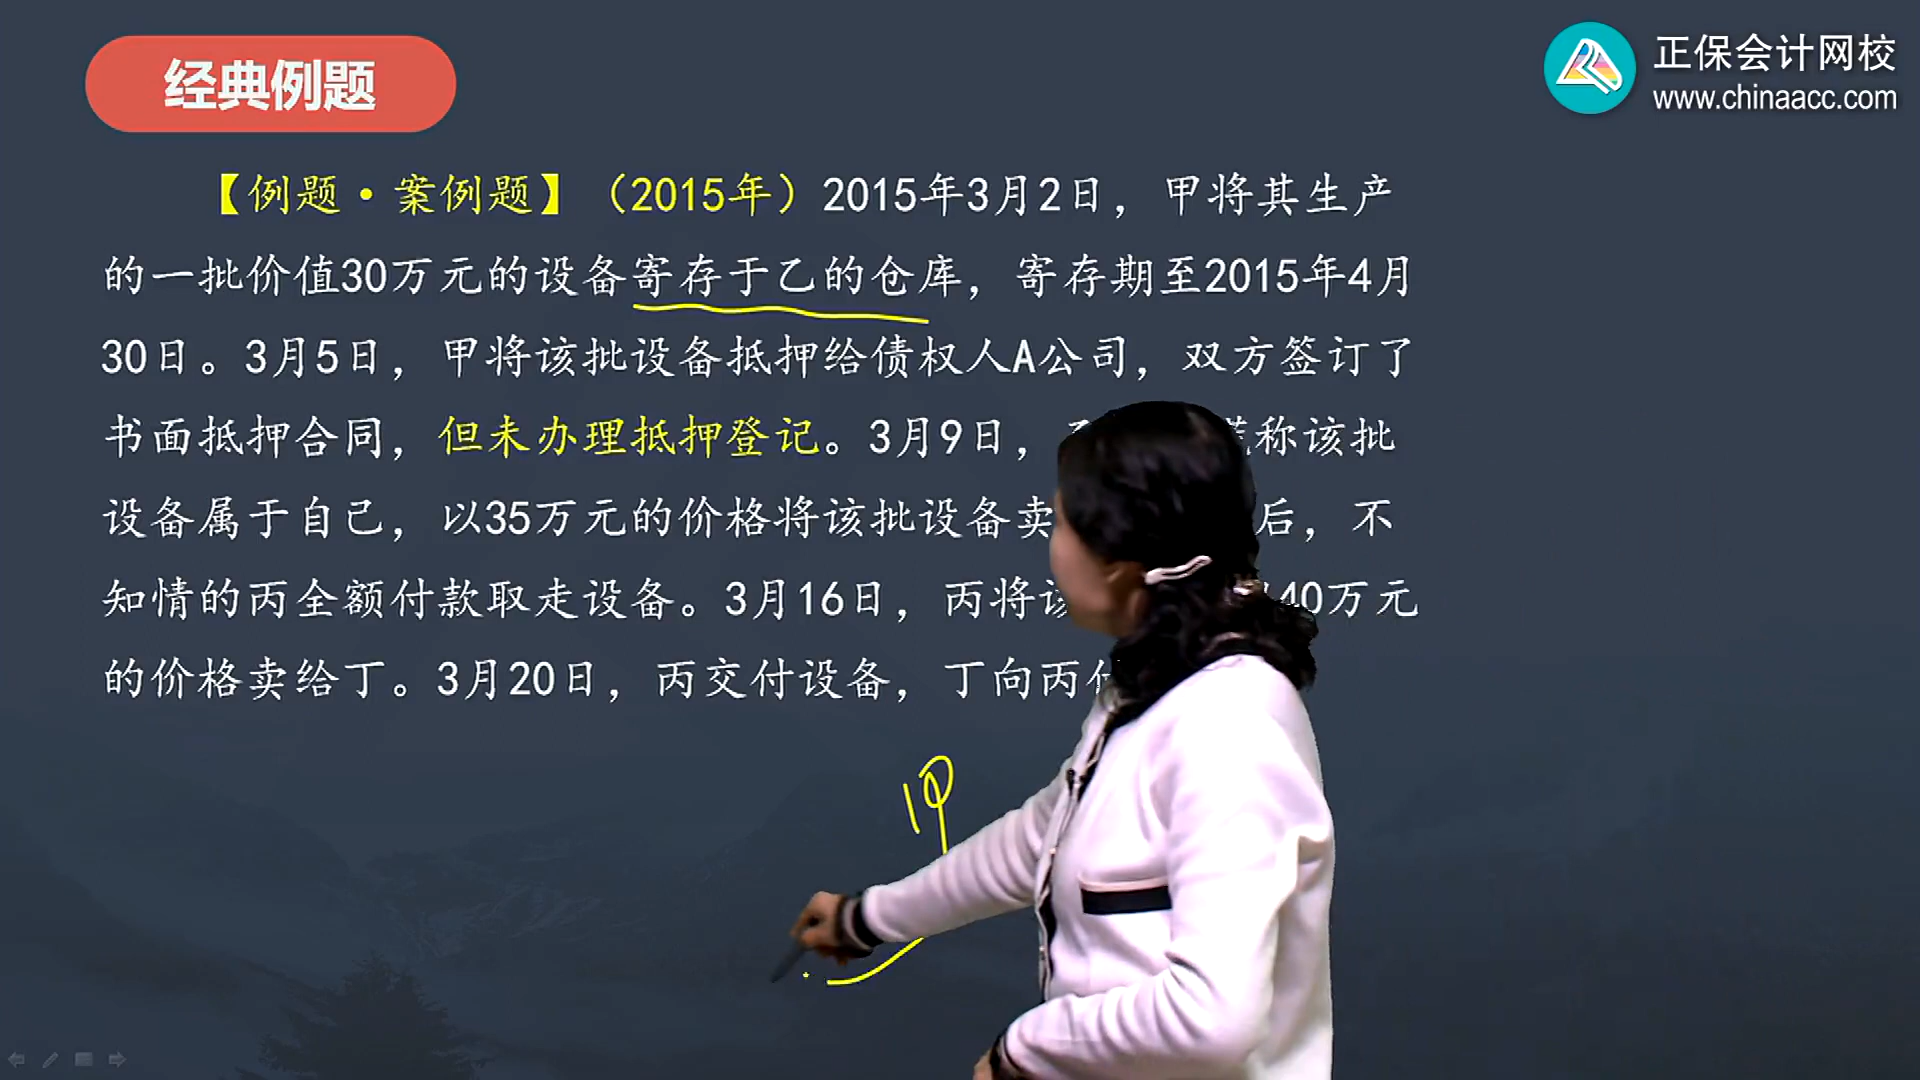 经典例题
正保会计网校
www.chinaacc.com
【例题·案例题】（2015年）2015年3月2日，甲将其生产
的一批价值30万元的设备寄存于乙的仓库，寄存期至2015年4月
30日。3月5日，甲将该批设备抵押给债权人A公司，双方签订了
书面抵押合同，但未办理抵押登记。3月9日， 称该批
设备属于自己，以35万元的价格将该批设备卖 后，不
知情的丙全额付款取走设备。3月16日，丙将该 40万元
的价格卖给丁。3月20日，丙交付设备，丁向丙
甲